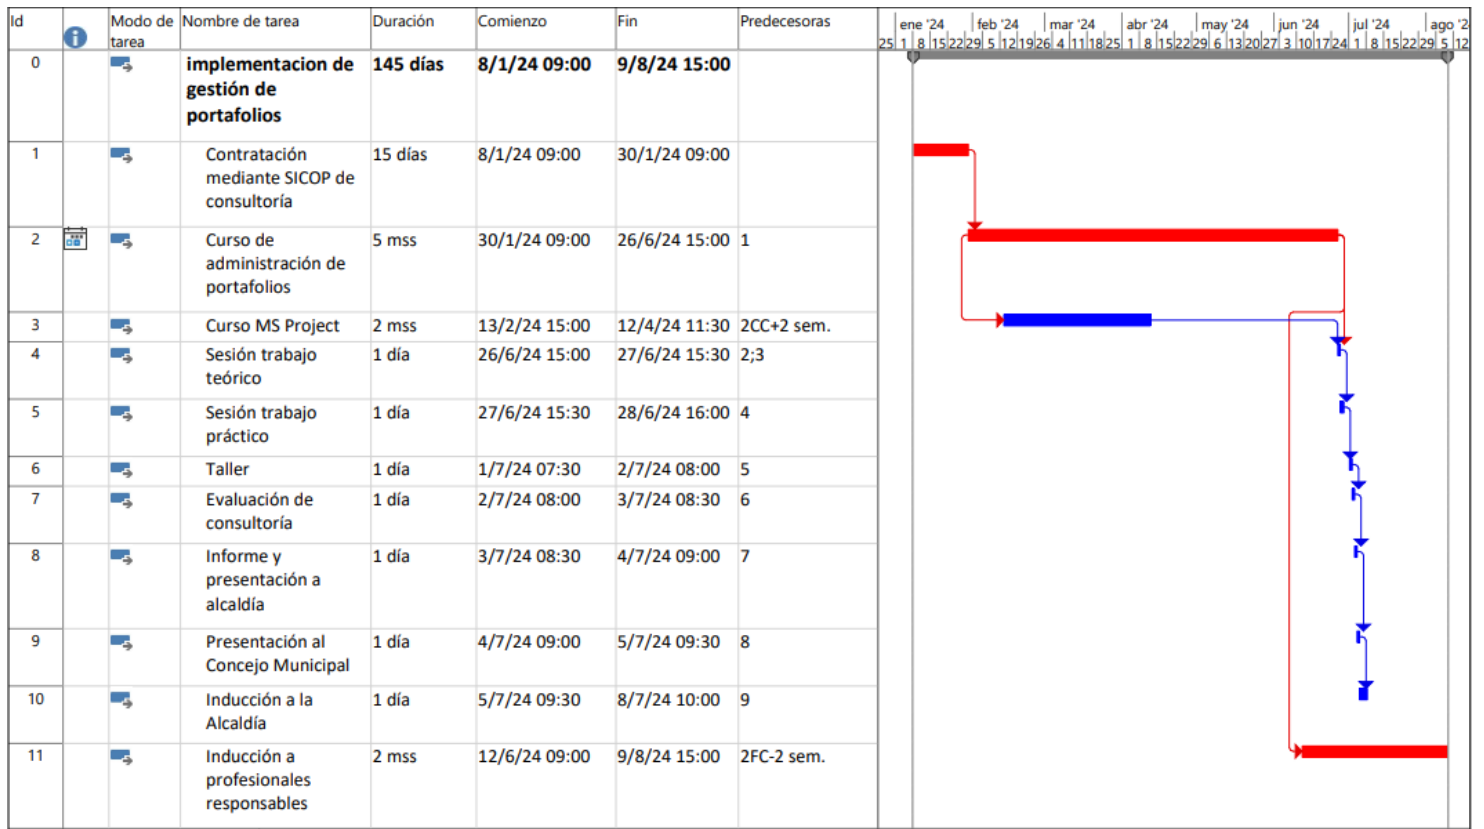 Id Modo de tarea Nombre de tarea Duración Comienzo Fin Predecesoras
ene '24 feb '24 mar '24 abr '24 may '24 jun '24 jul '24 ago '2
25 1 8 15 22 29 5 12 19 26 4 11 18 25 1 8 15 22 29 6 13 20 27 3 10 17 24 1 8 15 22 29 5 12
0 implementacion de 145 días 8/1/24 09:00 9/8/24 15:00
gestión de
portafolios
1 Contratación 15 días 8/1/24 09:00 30/1/24 09:00
mediante SICOP de
consultoría
2 Curso de 5 mss 30/1/24 09:00 26/6/24 15:00 1
administración de
portafolios
3 Curso MS Project 2 mss 13/2/24 15:00 12/4/24 11:30 2CC+2 sem.
4 Sesión trabajo 1 día 26/6/24 15:00 27/6/24 15:30 2;3
teórico
5 Sesión trabajo 1 día 27/6/24 15:30 28/6/24 16:00 4
práctico
6 Taller 1 día 1/7/24 07:30 2/7/24 08:00 5
7 Evaluación de 1 día 2/7/24 08:00 3/7/24 08:30 6
consultoría
8 Informe y 1 día 3/7/24 08:30 4/7/24 09:00 7
presentación a
alcaldía
9 Presentación al 1 día 4/7/24 09:00 5/7/24 09:30 8
Concejo Municipal
10 Inducción a la 1 día 5/7/24 09:30 8/7/24 10:00 9
Alcaldía
11 Inducción a 2 mss 12/6/24 09:00 9/8/24 15:00 2FC-2 sem.
profesionales
responsables